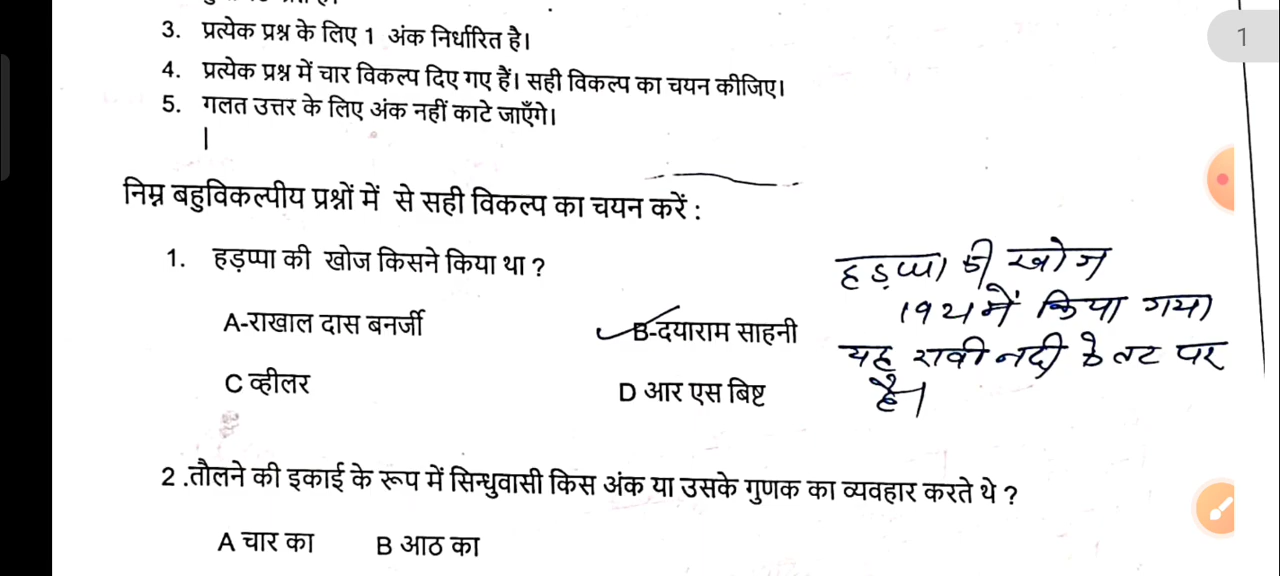 3. प्रत्येक प्रश्न के लिए 1 अंक निर्धारित है।
4. प्रत्येक प्रश्न में चार विकल्प दिए गए हैं। सही विकल्प का चयन कीजिए।
5. गलत उत्तर के लिए अंक नहीं काटे जाएँगे।
1
निम्न बहुविकल्पीय प्रश्नों में से सही विकल्प का चयन करें :
1. हड़प्पा की खोज किसने किया था ?
A-राखाल दास बनर्जी
B-दयाराम साहनी
C व्हीलर
D आर एस बिष्ट
हड़प्पा की खोज
1921 में किया गया
यह रावी नदी के तट पर
है।
2 .तौलने की इकाई के रूप में सिन्धुवासी किस अंक या उसके गुणक का व्यवहार करते थे ?
A चार का B आठ का